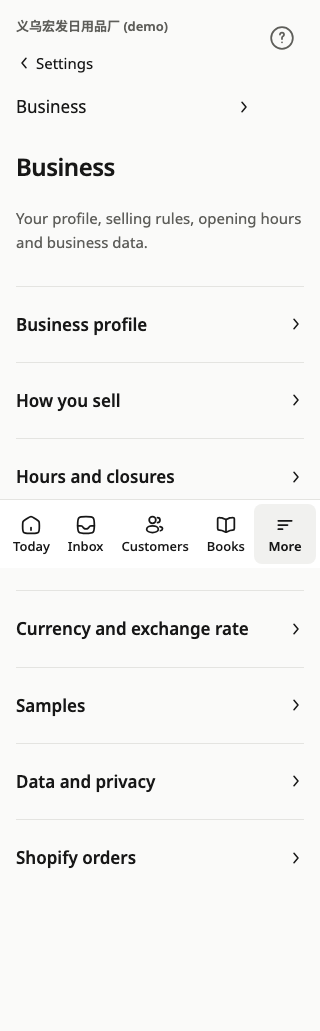 义乌宏发日用品厂 (demo)
Settings
Business
Business
Your profile, selling rules, opening hours
and business data.
Business profile
How you sell
Hours and closures
Today
Inbox
Customers
Books
More
Currency and exchange rate
Samples
Data and privacy
Shopify orders